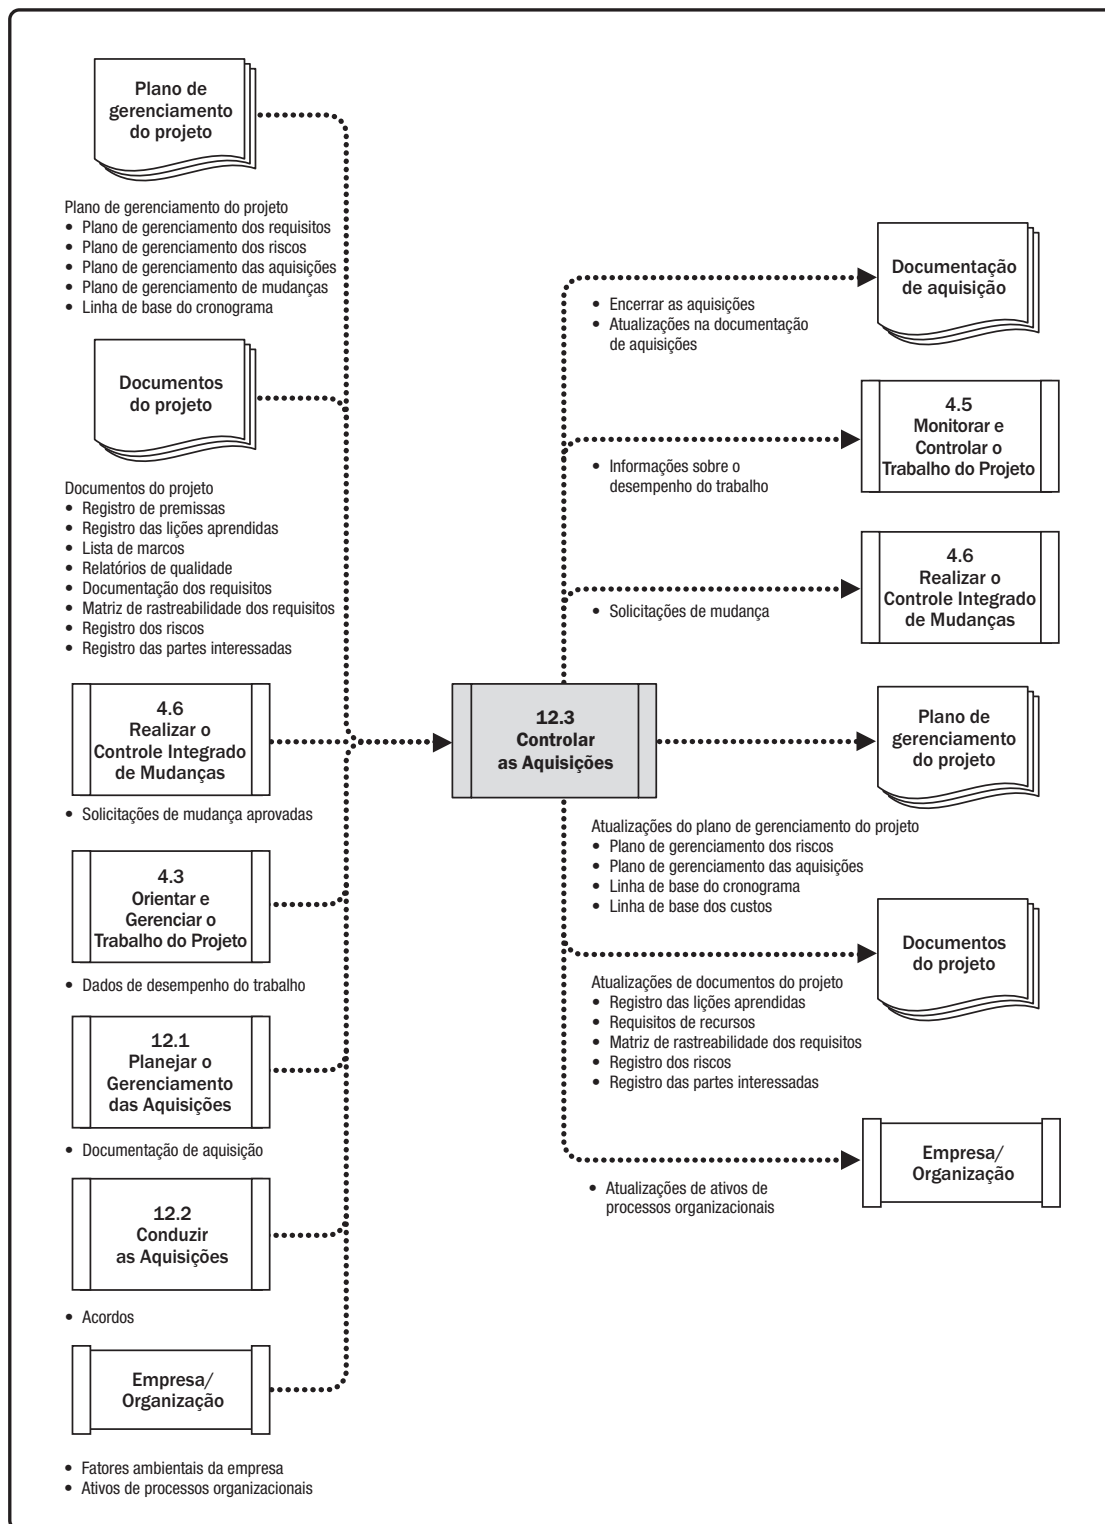 Plano de
gerenciamento
do projeto
Plano de gerenciamento do projeto
• Plano de gerenciamento dos requisitos
• Plano de gerenciamento dos riscos
• Plano de gerenciamento das aquisições
• Plano de gerenciamento de mudanças
• Linha de base do cronograma
Documentos
do projeto
Documentos do projeto
• Registro de premissas
• Registro das lições aprendidas
• Lista de marcos
• Relatórios de qualidade
• Documentação dos requisitos
• Matriz de rastreabilidade dos requisitos
• Registro dos riscos
• Registro das partes interessadas
4.6
Realizar o
Controle Integrado
de Mudanças
• Solicitações de mudança aprovadas
4.3
Orientar e
Gerenciar o
Trabalho do Projeto
• Dados de desempenho do trabalho
12.1
Planejar o
Gerenciamento
das Aquisições
• Documentação de aquisição
12.2
Conduzir
as Aquisições
• Acordos
Empresa/
Organização
• Fatores ambientais da empresa
• Ativos de processos organizacionais
12.3
Controlar
as Aquisições
Documentação
de aquisição
• Encerrar as aquisições
• Atualizações na documentação
de aquisições
4.5
Monitorar e
Controlar o
Trabalho do Projeto
• Informações sobre o
desempenho do trabalho
4.6
Realizar o
Controle Integrado
de Mudanças
• Solicitações de mudança
Plano de
gerenciamento
do projeto
Atualizações do plano de gerenciamento do projeto
• Plano de gerenciamento dos riscos
• Plano de gerenciamento das aquisições
• Linha de base do cronograma
• Linha de base dos custos
Documentos
do projeto
Atualizações de documentos do projeto
• Registro das lições aprendidas
• Requisitos de recursos
• Matriz de rastreabilidade dos requisitos
• Registro dos riscos
• Registro das partes interessadas
Empresa/
Organização
• Atualizações de ativos de
processos organizacionais